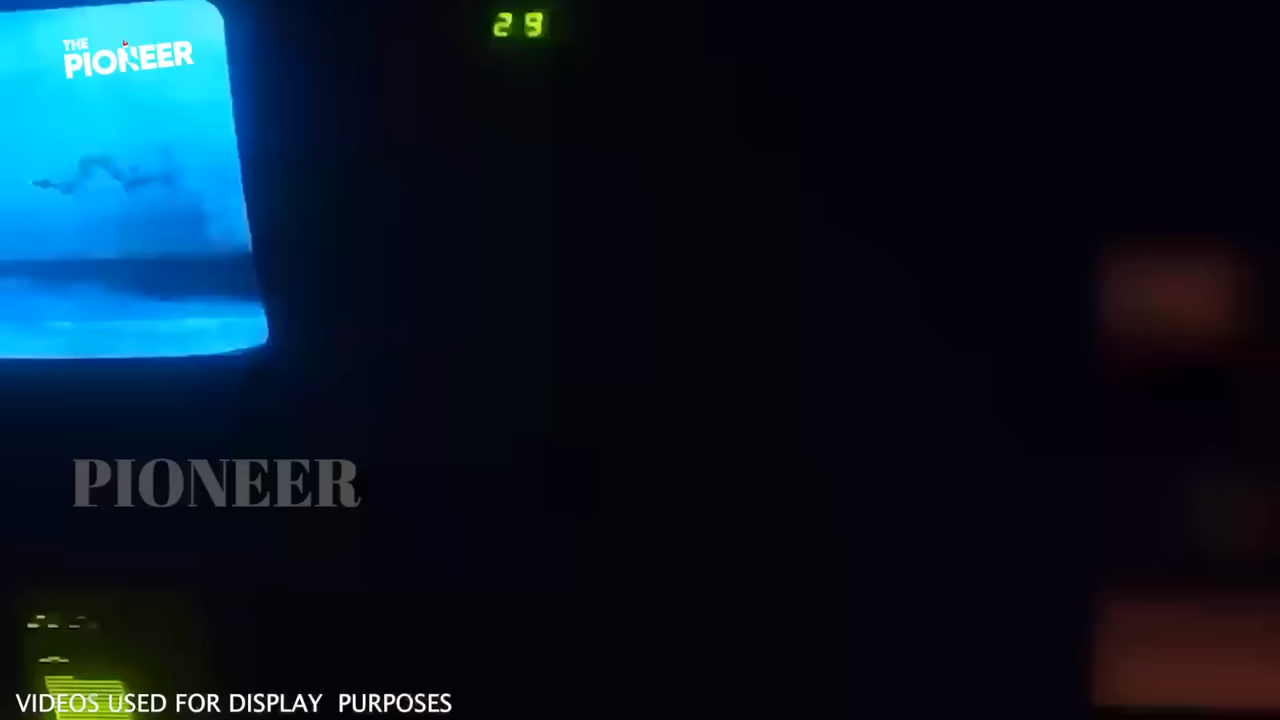 THE
PIONEER
29
PIONEER
VIDEOS USED FOR DISPLAY PURPOSES